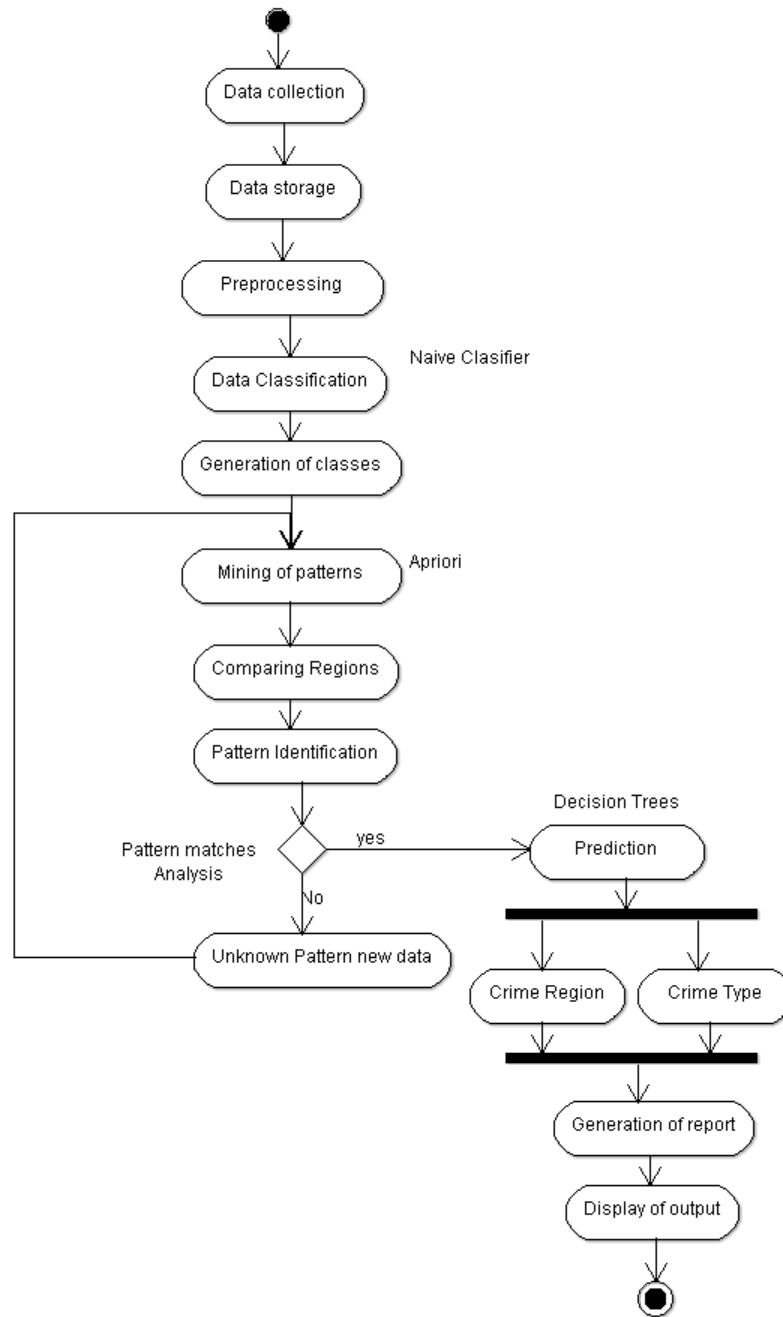 Data collection
Data storage
Preprocessing
Naive Clasifier
Data Classification
Generation of classes
Mining of patterns
Apriori
Comparing Regions
Pattern Identification
Decision Trees
yes
Prediction
Pattern matches
Analysis
No
Unknown Pattern new data
Crime Region
Crime Type
Generation of report
Display of output